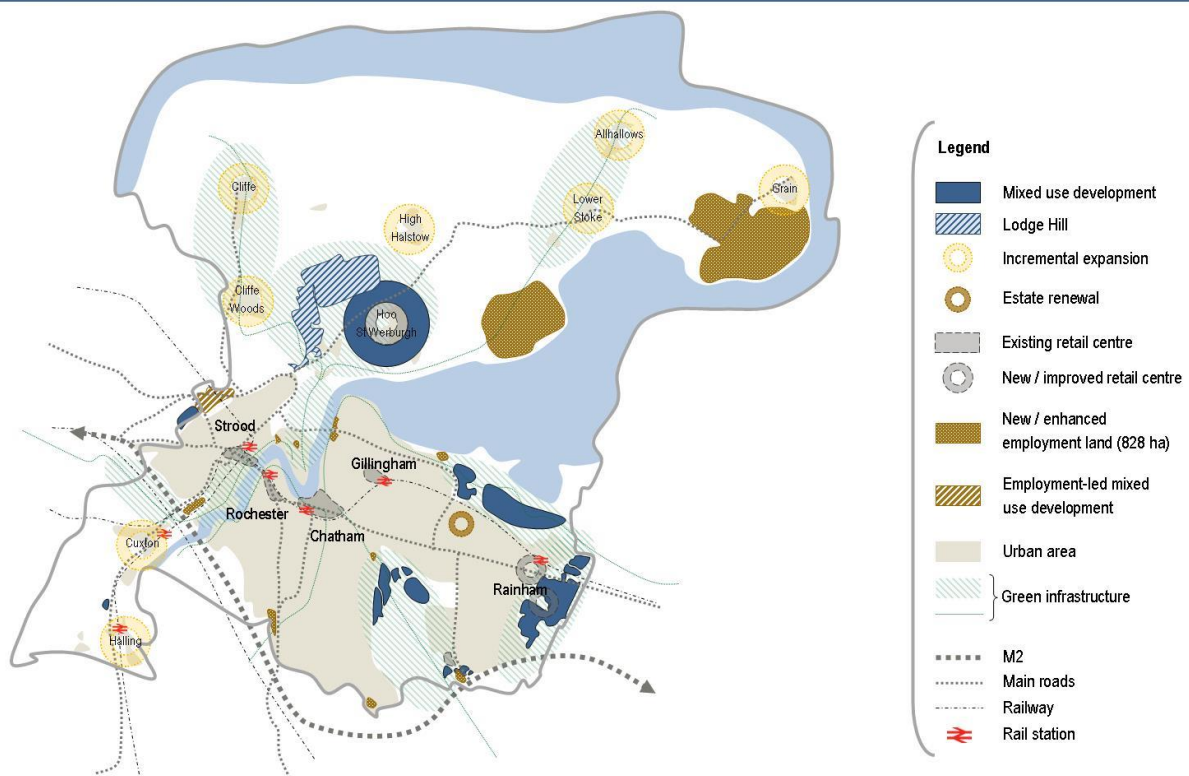 Allhallows
Cliffe
Grain
Lower
Stoke
High
Halstow
Cliffe
Woods
Hoo
St Werburgh
Strood
Gillingham
Rochester
Chatham
Cuxton
Rainham
Halling
Legend
Mixed use development
Lodge Hill
Incremental expansion
Estate renewal
Existing retail centre
New / improved retail centre
New / enhanced
employment land (828 ha)
Employment-led mixed
use development
Urban area
Green infrastructure
M2
Main roads
Railway
Rail station